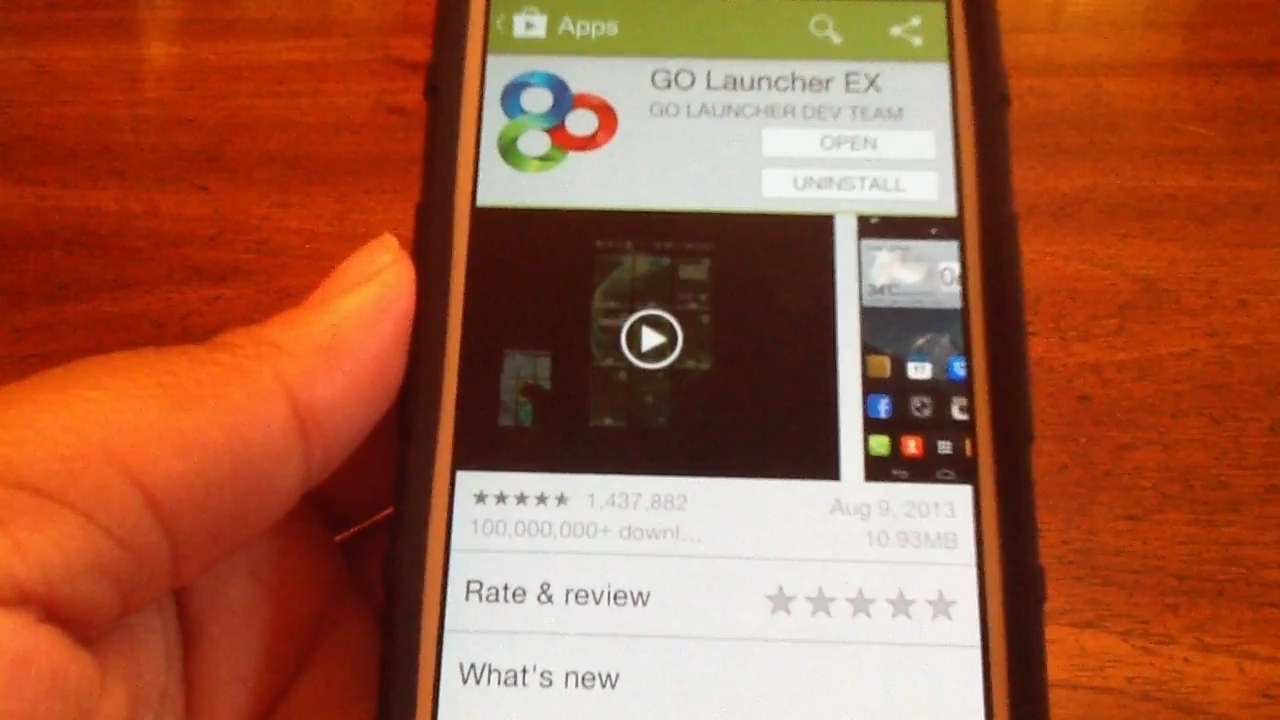 Apps
GO Launcher EX
GO LAUNCHER DEV TEAM
OPEN
UNINSTALL
34°C
1,437,882
Aug 9, 2013
100,000,000+ downl...
10.93MB
Rate & review
What's new